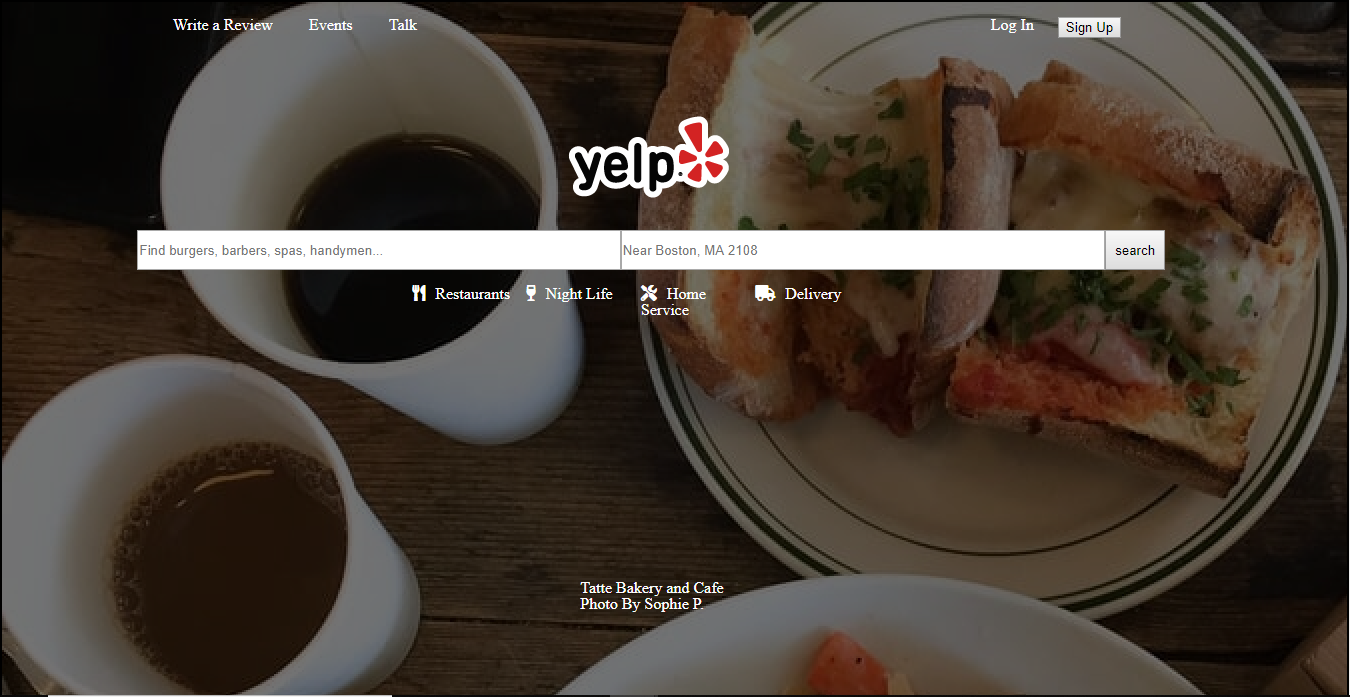 Write a Review Events Talk Log In Sign Up
yelp
Find burgers, barbers, spas, handymen... Near Boston, MA 2108 search
Restaurants Night Life Home Delivery
Service
Tatte Bakery and Cafe
Photo By Sophie P.